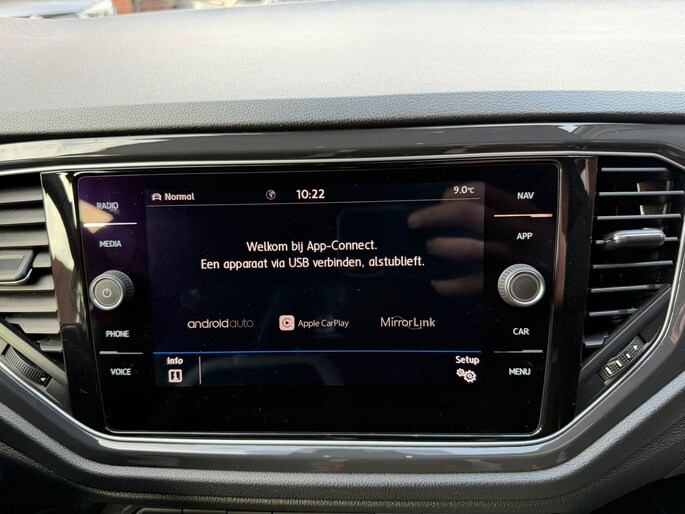 RADIO
MEDIA
PHONE
VOICE
Normal 10:22 9.0°C
Welkom bij App-Connect.
Een apparaat via USB verbinden, alstublieft.
androidauto Apple CarPlay MirrorLink
Info Setup
NAV
APP
CAR
MENU